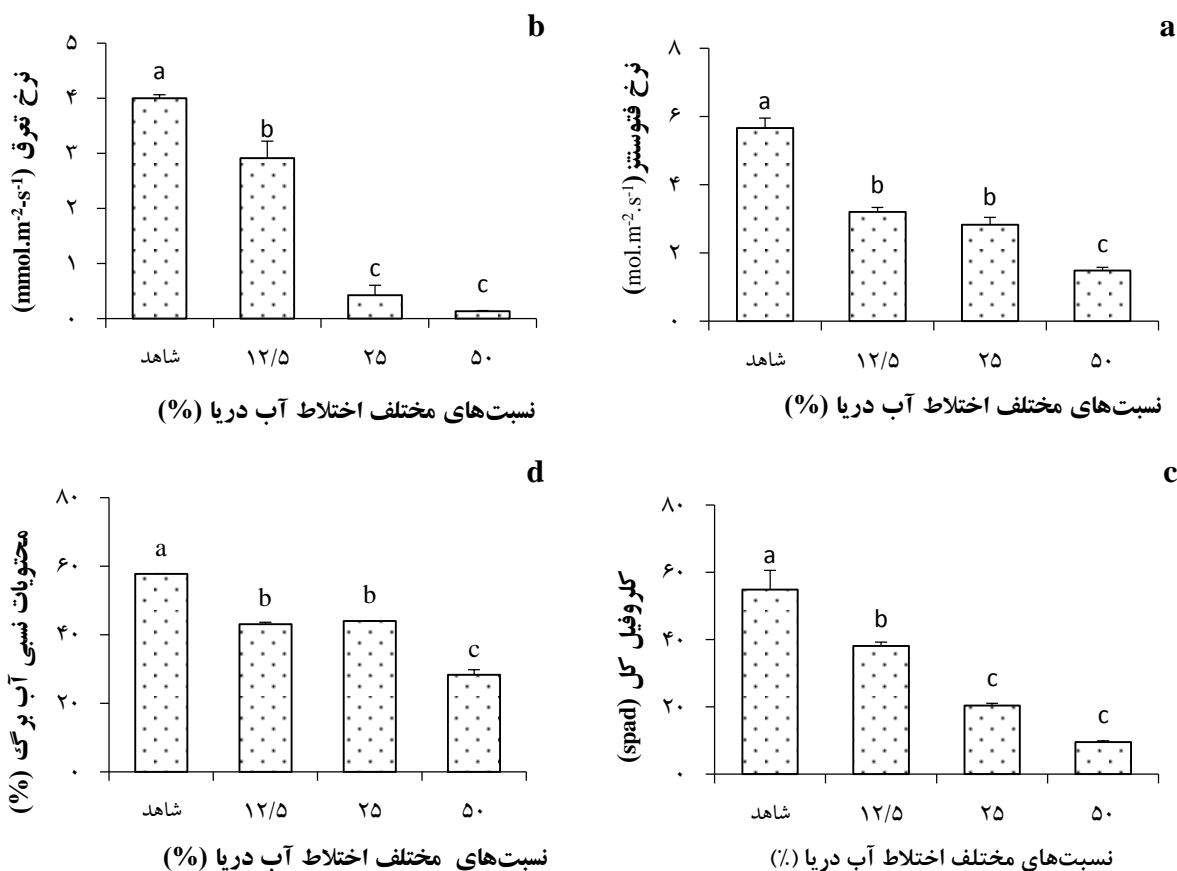 b
نرخ تعرق (mmol.m-2-s-1)
۵
۴
۳
۲
۱
۰
a
b
c
c
شاهد ۱۲/۵ ۲۵ ۵۰
نسبت‌های مختلف اختلاط آب دریا (%)
a
نرخ فتوسنتز (mol.m-2.s-1)
۸
۶
۴
۲
۰
a
b
b
c
شاهد ۱۲/۵ ۲۵ ۵۰
نسبت‌های مختلف اختلاط آب دریا (%)
d
محتویات نسبی آب برگ (%)
۸۰
۶۰
۴۰
۲۰
۰
a
b
b
c
شاهد ۱۲/۵ ۲۵ ۵۰
نسبت‌های مختلف اختلاط آب دریا (%)
c
کلروفیل کل (spad)
۸۰
۶۰
۴۰
۲۰
۰
a
b
c
c
شاهد ۱۲/۵ ۲۵ ۵۰
نسبت‌های مختلف اختلاط آب دریا (٪)